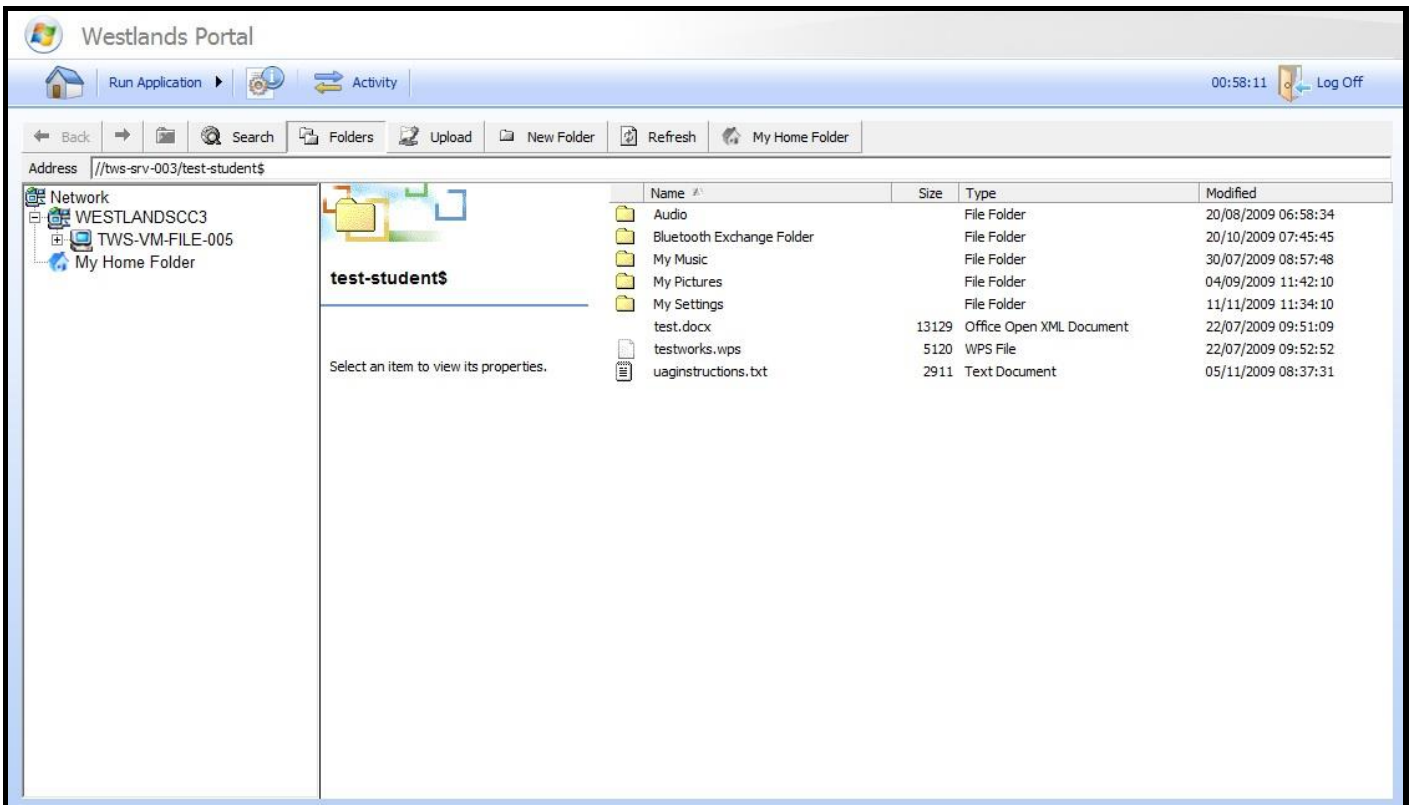 Westlands Portal
Run Application Activity 00:58:11 Log Off
Back Search Folders Upload New Folder Refresh My Home Folder
Address //tws-srv-003/test-student$
Network
WESTLANDSCC3
TWS-VM-FILE-005
My Home Folder
test-student$
Select an item to view its properties.
Name Size Type Modified
Audio File Folder 20/08/2009 06:58:34
Bluetooth Exchange Folder File Folder 20/10/2009 07:45:45
My Music File Folder 30/07/2009 08:57:48
My Pictures File Folder 04/09/2009 11:42:10
My Settings File Folder 11/11/2009 11:34:10
test.docx 13129 Office Open XML Document 22/07/2009 09:51:09
testworks.wps 5120 WPS File 22/07/2009 09:52:52
uaginstructions.txt 2911 Text Document 05/11/2009 08:37:31